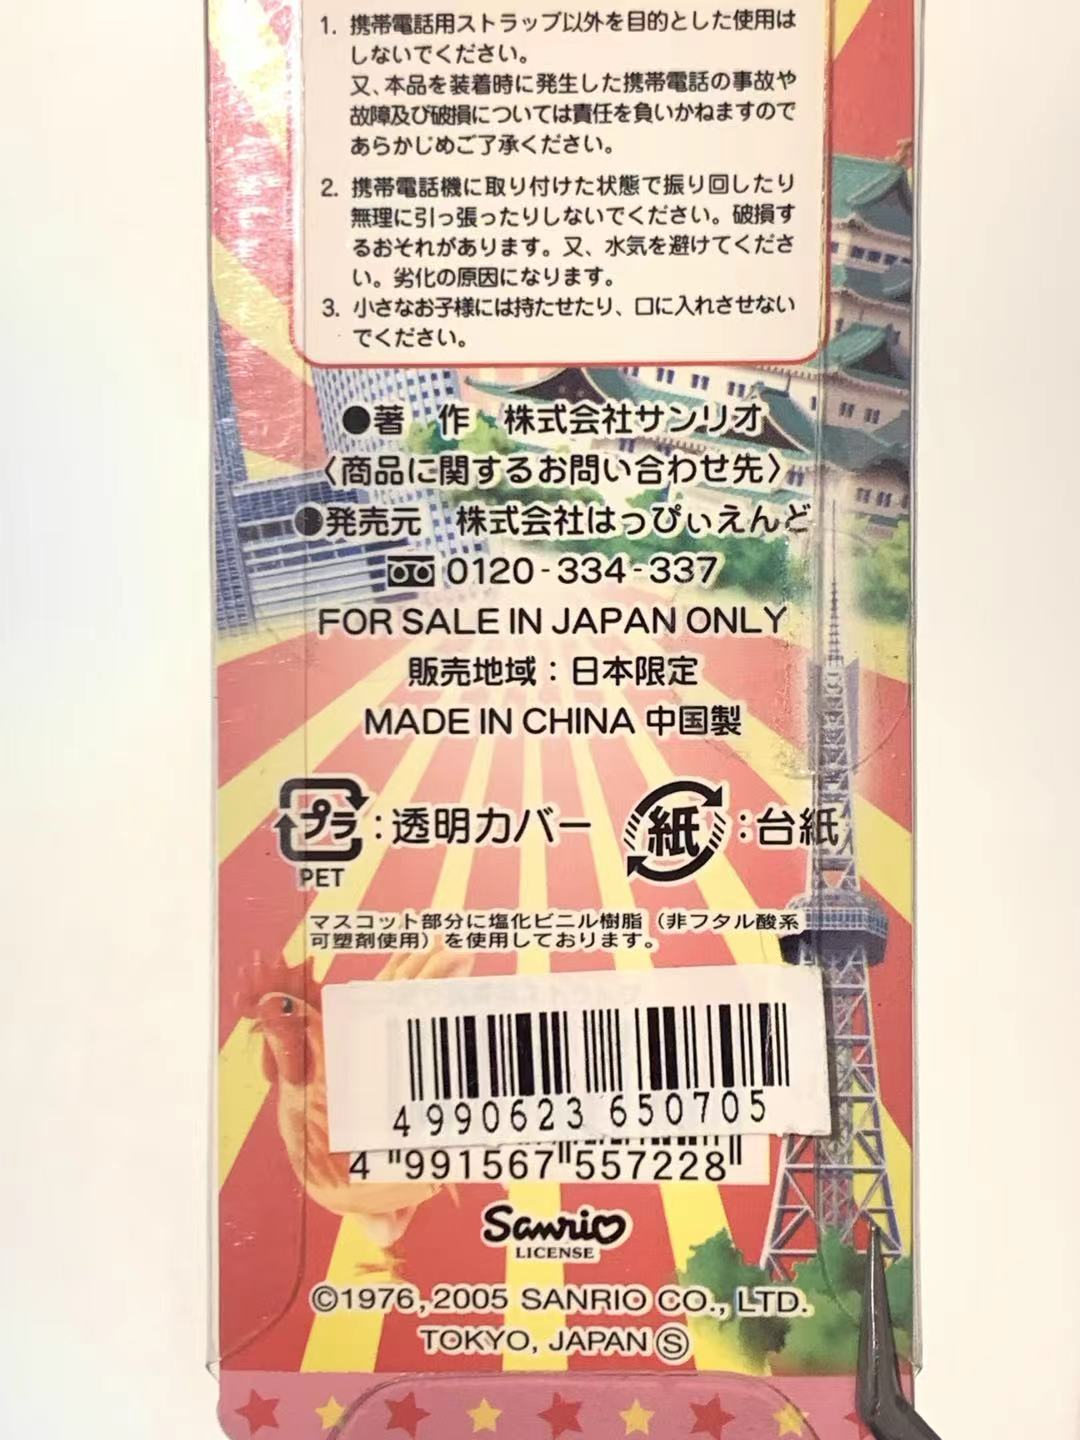 1. 携帯電話用ストラップ以外を目的とした使用は
しないでください。
又、本品を装着時に発生した携帯電話の事故や
故障及び破損については責任を負いかねますので
あらかじめご了承ください。
2. 携帯電話機に取り付けた状態で振り回したり
無理に引っ張ったりしないでください。破損す
るおそれがあります。又、水気を避けてくださ
い。劣化の原因になります。
3. 小さなお子様には持たせたり、口に入れさせない
でください。
●著　作　株式会社サンリオ
〈商品に関するお問い合わせ先〉
●発売元　株式会社はっぴぃえんど
0120-334-337
FOR SALE IN JAPAN ONLY
販売地域：日本限定
MADE IN CHINA 中国製
プラ:透明カバー 紙:台紙
PET
マスコット部分に塩化ビニル樹脂（非フタル酸系
可塑剤使用）を使用しております。
4 990623 650705
4 991567 557228
Sanrio
LICENSE
©1976,2005 SANRIO CO., LTD.
TOKYO, JAPAN Ⓢ